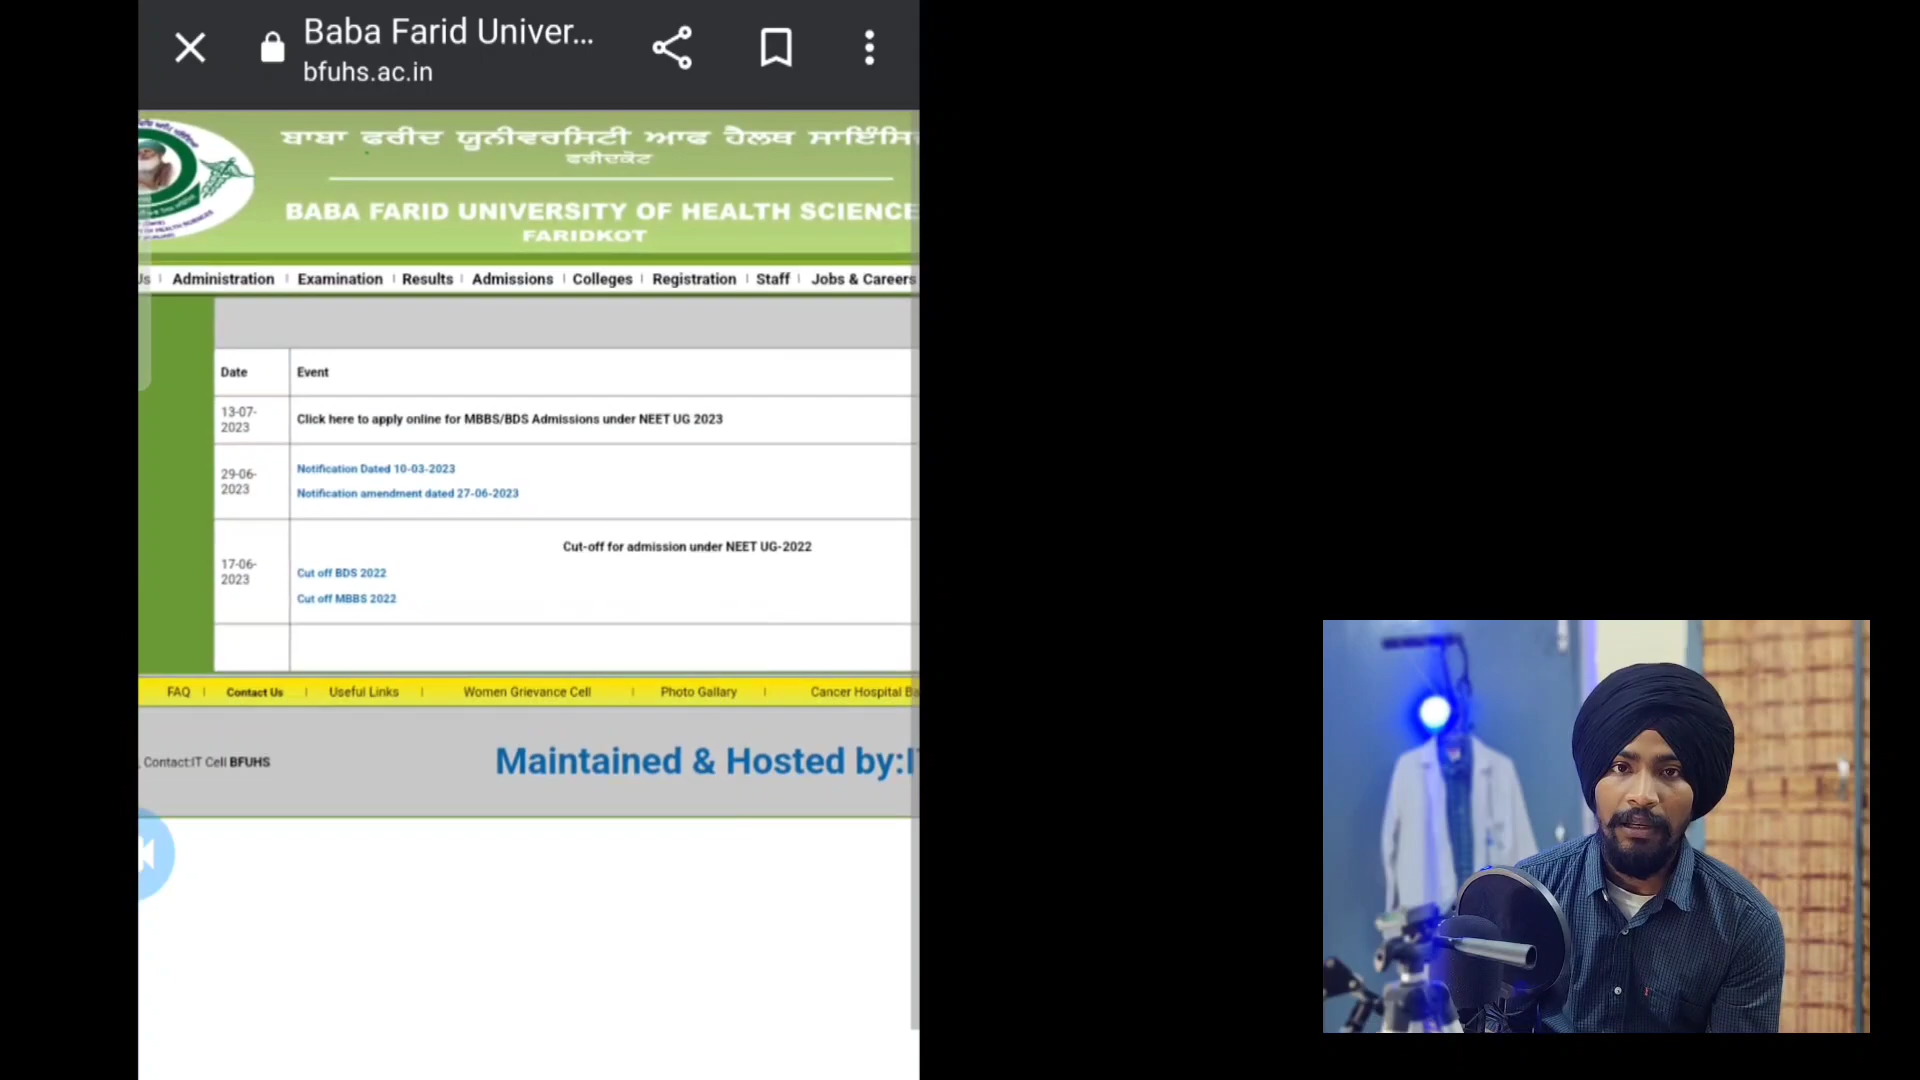 Baba Farid Univer...
bfuhs.ac.in
ਬਾਬਾ ਫਰੀਦ ਯੂਨੀਵਰਸਿਟੀ ਆਫ ਹੈਲਥ
ਫਰੀਦਕੋਟ
BABA FARID UNIVERSITY OF HEALTH SCIENCE
FARIDKOT
Administration Examination Results Admissions Colleges Registration Staff Jobs & Careers
Date Event
13-07-
2023
Click here to apply online for MBBS/BDS Admissions under NEET UG 2023
29-06-
2023
Notification Dated 10-03-2023
Notification amendment dated 27-06-2023
17-06-
2023
Cut-off for admission under NEET UG-2022
Cut off BDS 2022
Cut off MBBS 2022
FAQ Contact Us Useful Links Women Grievance Cell Photo Gallary Cancer Hospital
Contact:IT Cell BFUHS
Maintained & Hosted by: